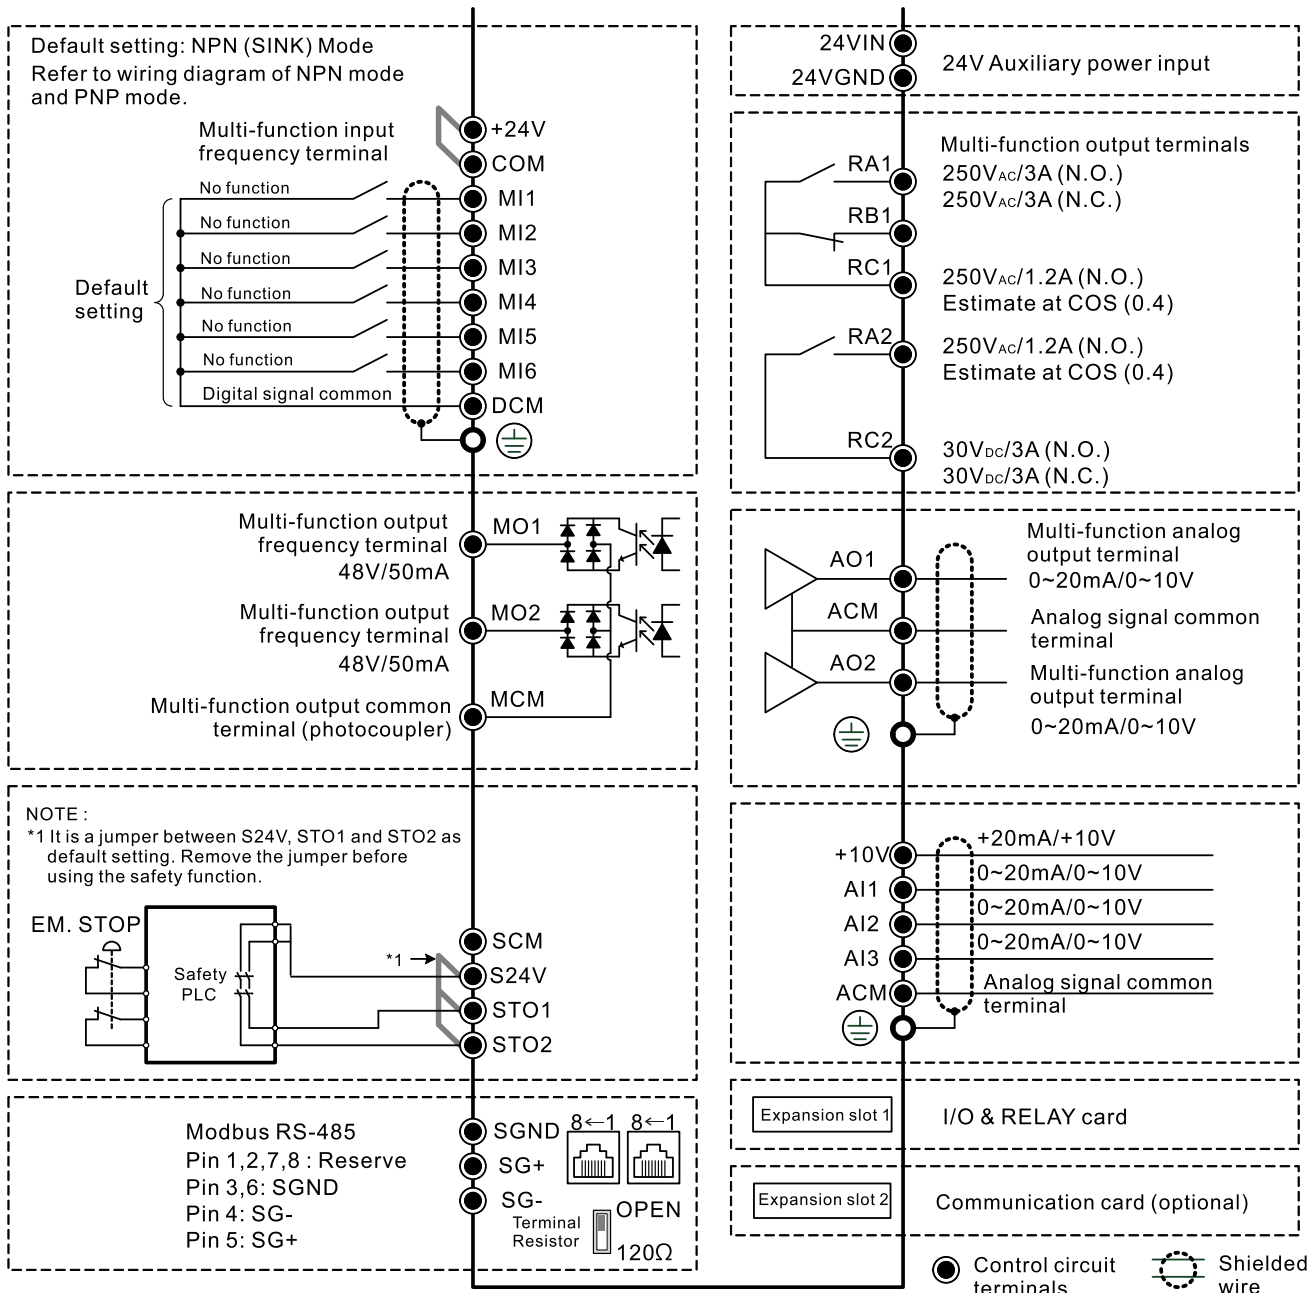 Default setting: NPN (SINK) Mode
Refer to wiring diagram of NPN mode
and PNP mode.
Multi-function input
frequency terminal
+24V
COM
No function
MI1
No function
MI2
No function
MI3
No function
MI4
No function
MI5
No function
MI6
Digital signal common
DCM
Default
setting
Multi-function output
frequency terminal
48V/50mA
MO1
Multi-function output
frequency terminal
48V/50mA
MO2
Multi-function output common
terminal (photocoupler)
MCM
NOTE :
*1 It is a jumper between S24V, STO1 and STO2 as
default setting. Remove the jumper before
using the safety function.
EM. STOP
Safety
PLC
*1
SCM
S24V
STO1
STO2
Modbus RS-485
Pin 1,2,7,8 : Reserve
Pin 3,6: SGND
Pin 4: SG-
Pin 5: SG+
SGND
SG+
SG-
8←1
8←1
Terminal
Resistor
OPEN
120Ω
24VIN
24VGND
24V Auxiliary power input
Multi-function output terminals
RA1
250VAC/3A (N.O.)
250VAC/3A (N.C.)
RB1
RC1
250VAC/1.2A (N.O.)
Estimate at COS (0.4)
RA2
250VAC/1.2A (N.O.)
Estimate at COS (0.4)
RC2
30VDC/3A (N.O.)
30VDC/3A (N.C.)
AO1
Multi-function analog
output terminal
0~20mA/0~10V
ACM
Analog signal common
terminal
AO2
Multi-function analog
output terminal
0~20mA/0~10V
+10V
+20mA/+10V
AI1
0~20mA/0~10V
AI2
0~20mA/0~10V
AI3
0~20mA/0~10V
ACM
Analog signal common
terminal
Expansion slot 1
I/O & RELAY card
Expansion slot 2
Communication card (optional)
Control circuit
terminals
Shielded
wire